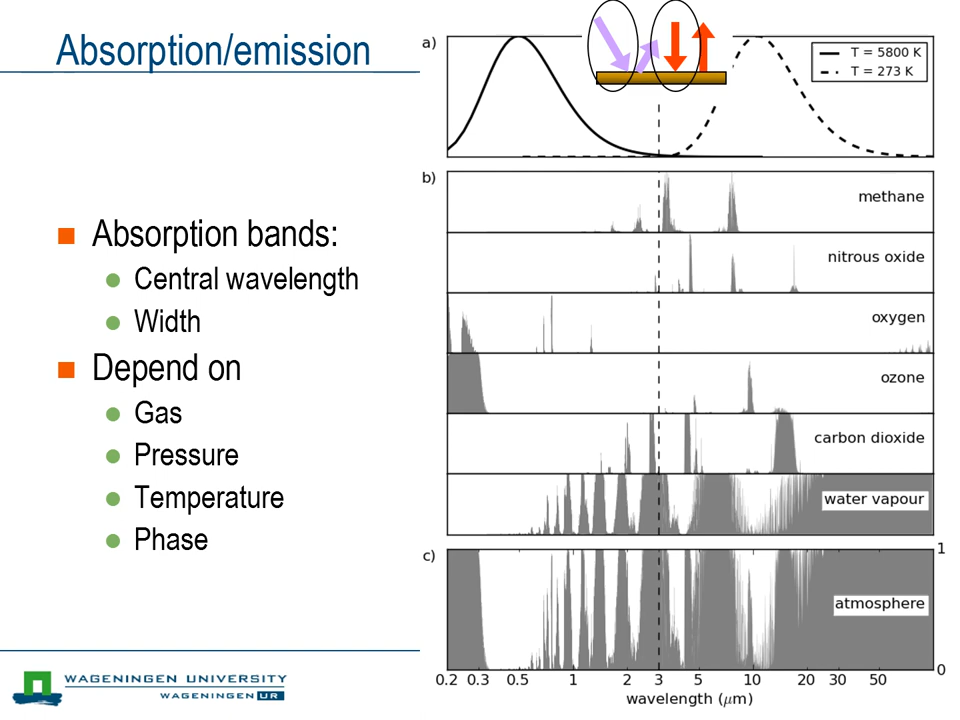 Absorption/emission
Absorption bands:
Central wavelength
Width
Depend on
Gas
Pressure
Temperature
Phase
WAGENINGEN UNIVERSITY
WAGENINGEN UR
a)
T = 5800 K
T = 273 K
b)
methane
nitrous oxide
oxygen
ozone
carbon dioxide
water vapour
c)
1
atmosphere
0
0.2 0.3 0.5 1 2 3 5 10 20 30 50
wavelength (μm)